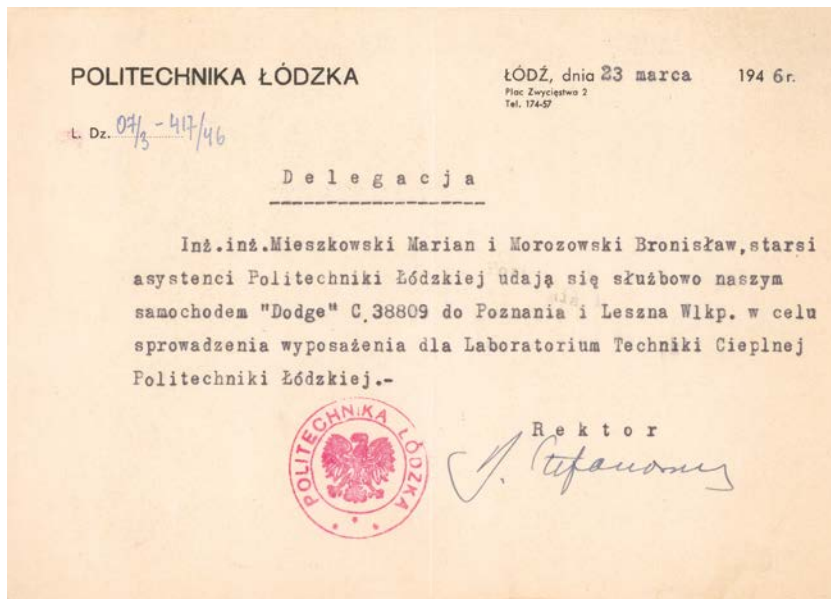 POLITECHNIKA ŁÓDZKA
ŁÓDŹ, dnia 23 marca 1946 r.
Plac Zwycięstwa 2
Tel. 174-57
L. Dz. 07/3 - 417/46
Delegacja
Inż.inż.Mieszkowski Marian i Morozowski Bronisław,starsi
asystenci Politechniki Łódzkiej udają się służbowo naszym
samochodem "Dodge" C.38809 do Poznania i Leszna Wlkp. w celu
sprowadzenia wyposażenia dla Laboratorium Techniki Cieplnej
Politechniki Łódzkiej.-
Rektor
POLITECHNIKA ŁÓDZKA